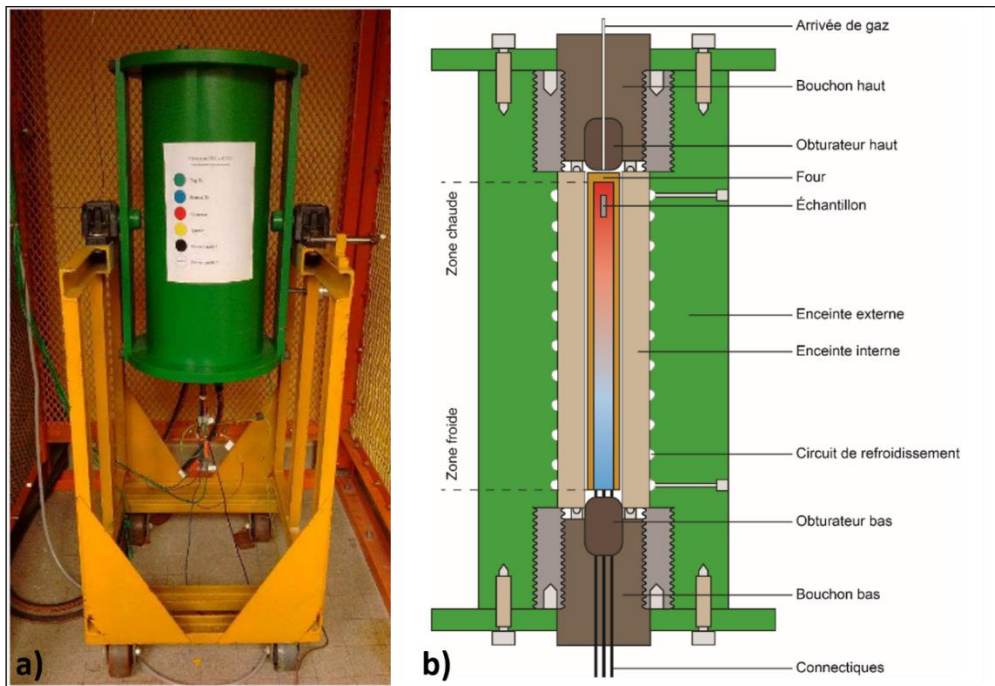 a)
b)
Arrivée de gaz
Bouchon haut
Obturateur haut
Four
Échantillon
Zone chaude
Enceinte externe
Enceinte interne
Zone froide
Circuit de refroidissement
Obturateur bas
Bouchon bas
Connectiques